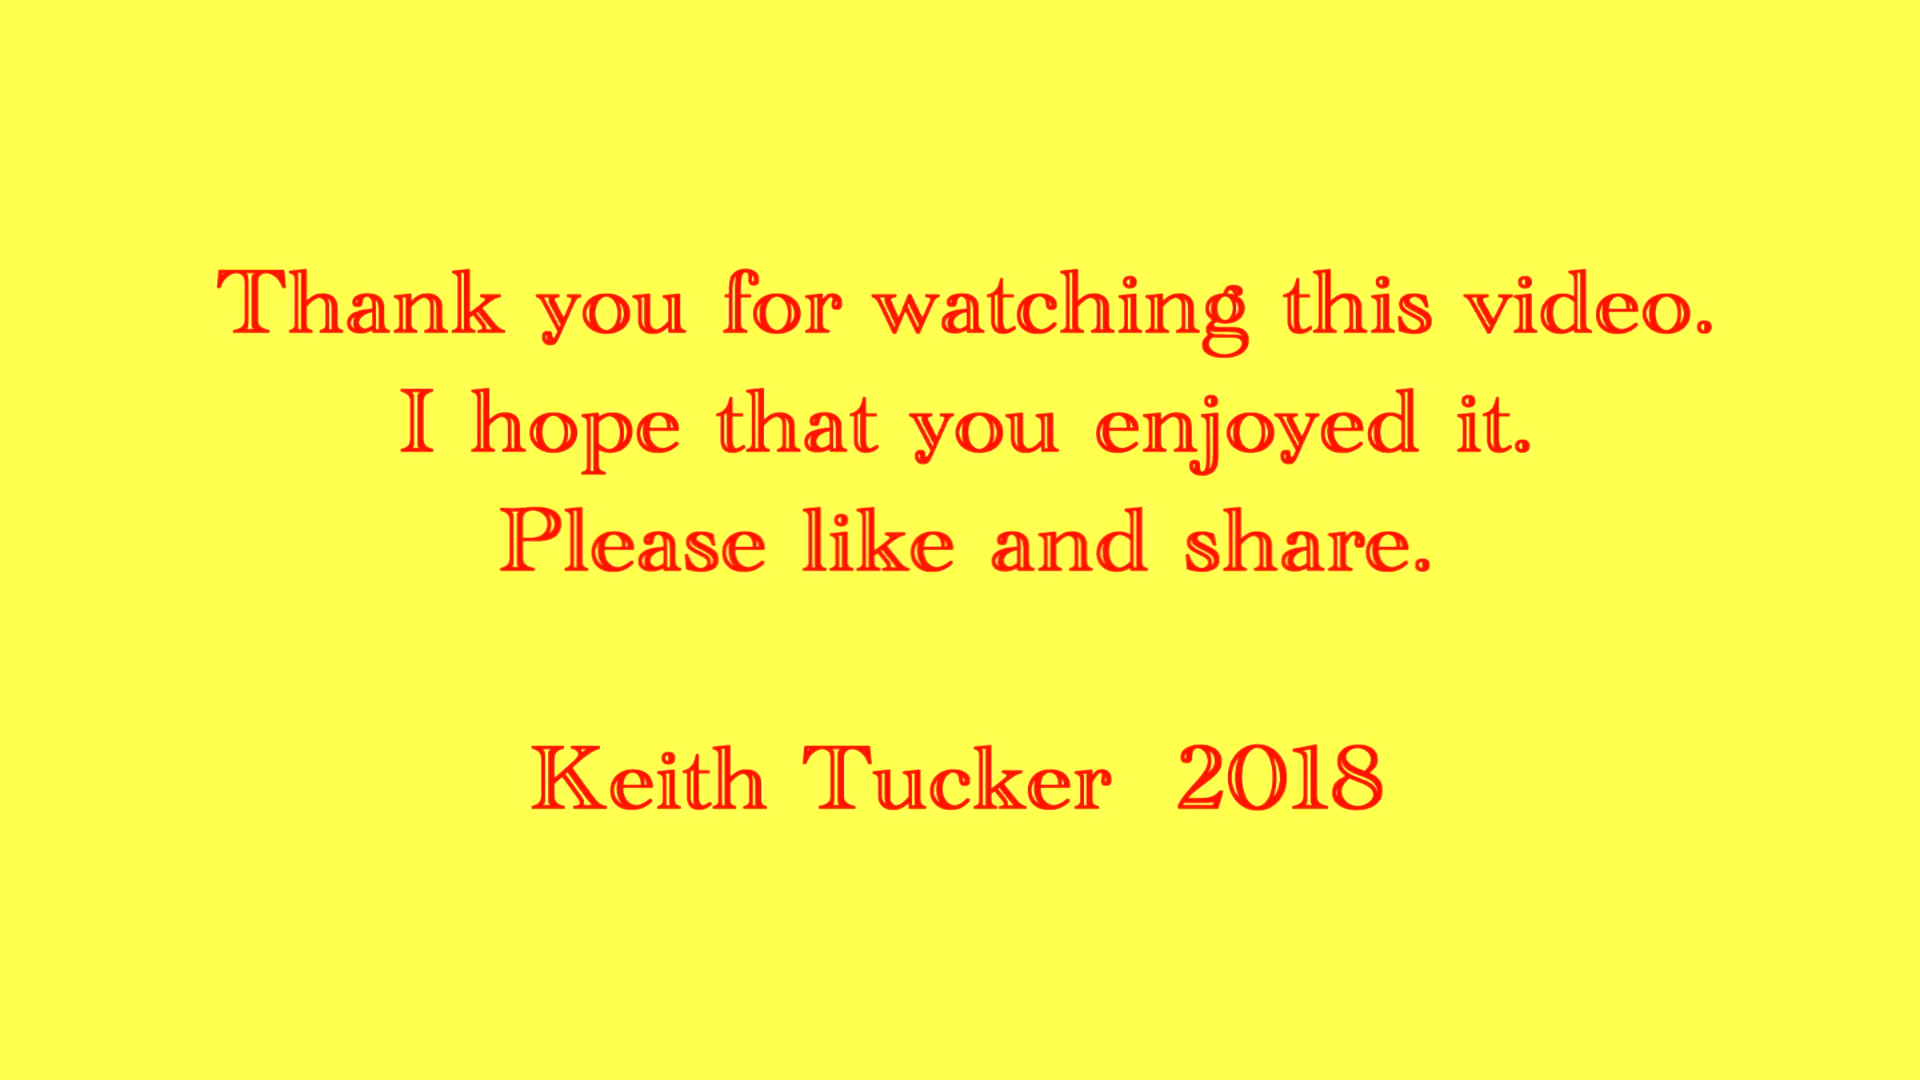 Thank you for watching this video.
I hope that you enjoyed it.
Please like and share.
Keith Tucker 2018